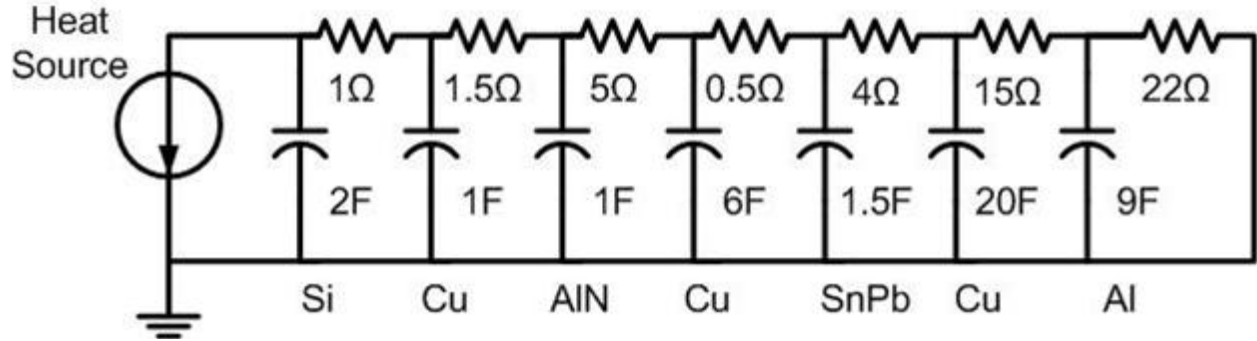 Heat
Source
1Ω 1.5Ω 5Ω 0.5Ω 4Ω 15Ω 22Ω
2F 1F 1F 6F 1.5F 20F 9F
Si Cu AlN Cu SnPb Cu Al